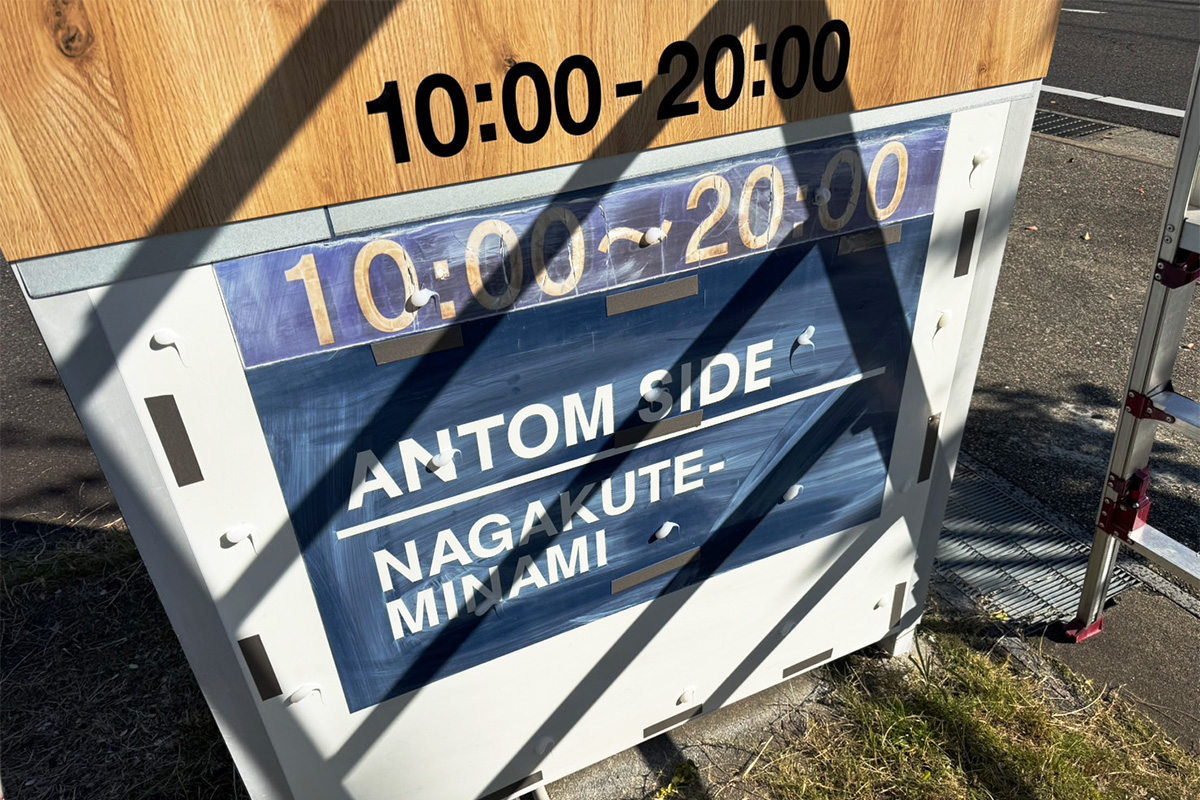 10:00-20:00
10:00~20:00
ANTOM SIDE
NAGAKUTE-
MINAMI